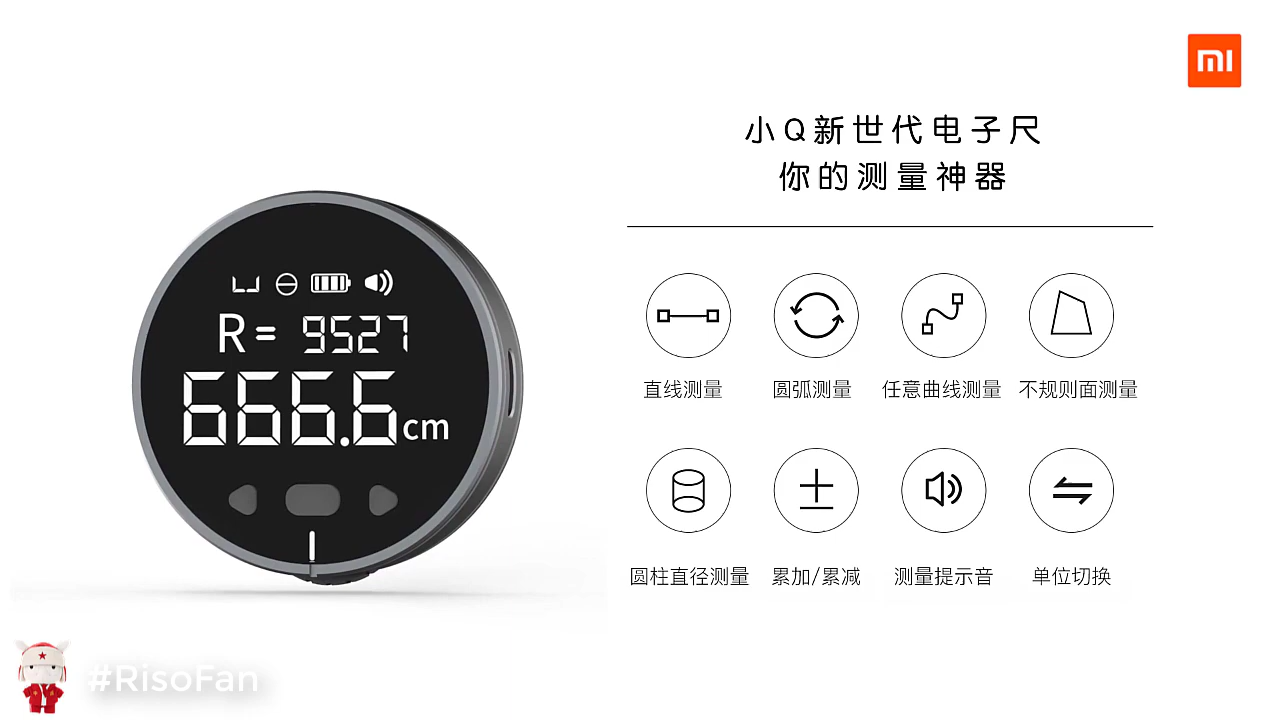 mi
小Q新世代电子尺
你的测量神器
R= 9527
666.6cm
直线测量
圆弧测量
任意曲线测量
不规则面测量
圆柱直径测量
累加/累减
测量提示音
单位切换
#RisoFan